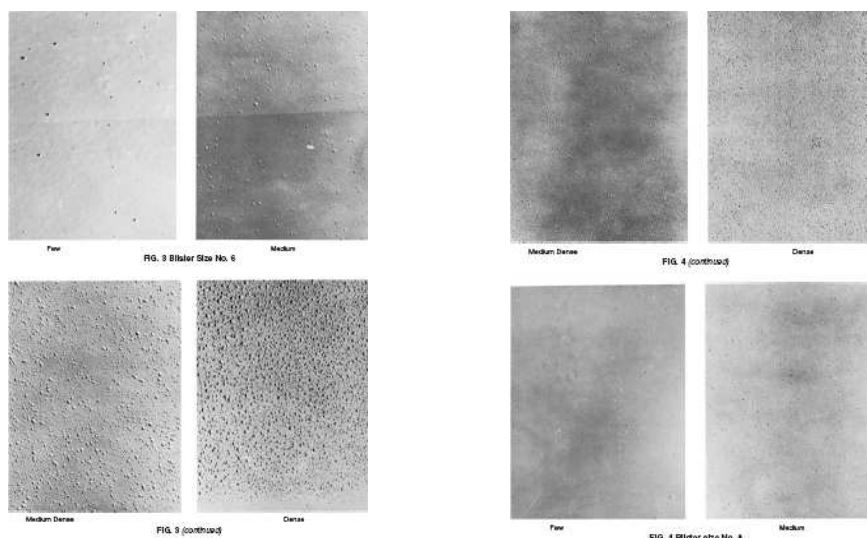 Few
Medium
FIG. 3 Blister Size No. 6
Medium Dense
Dense
FIG. 3 (continued)
Medium Dense
Dense
FIG. 4 (continued)
Few
Medium
FIG. 4 Blister size No. 8